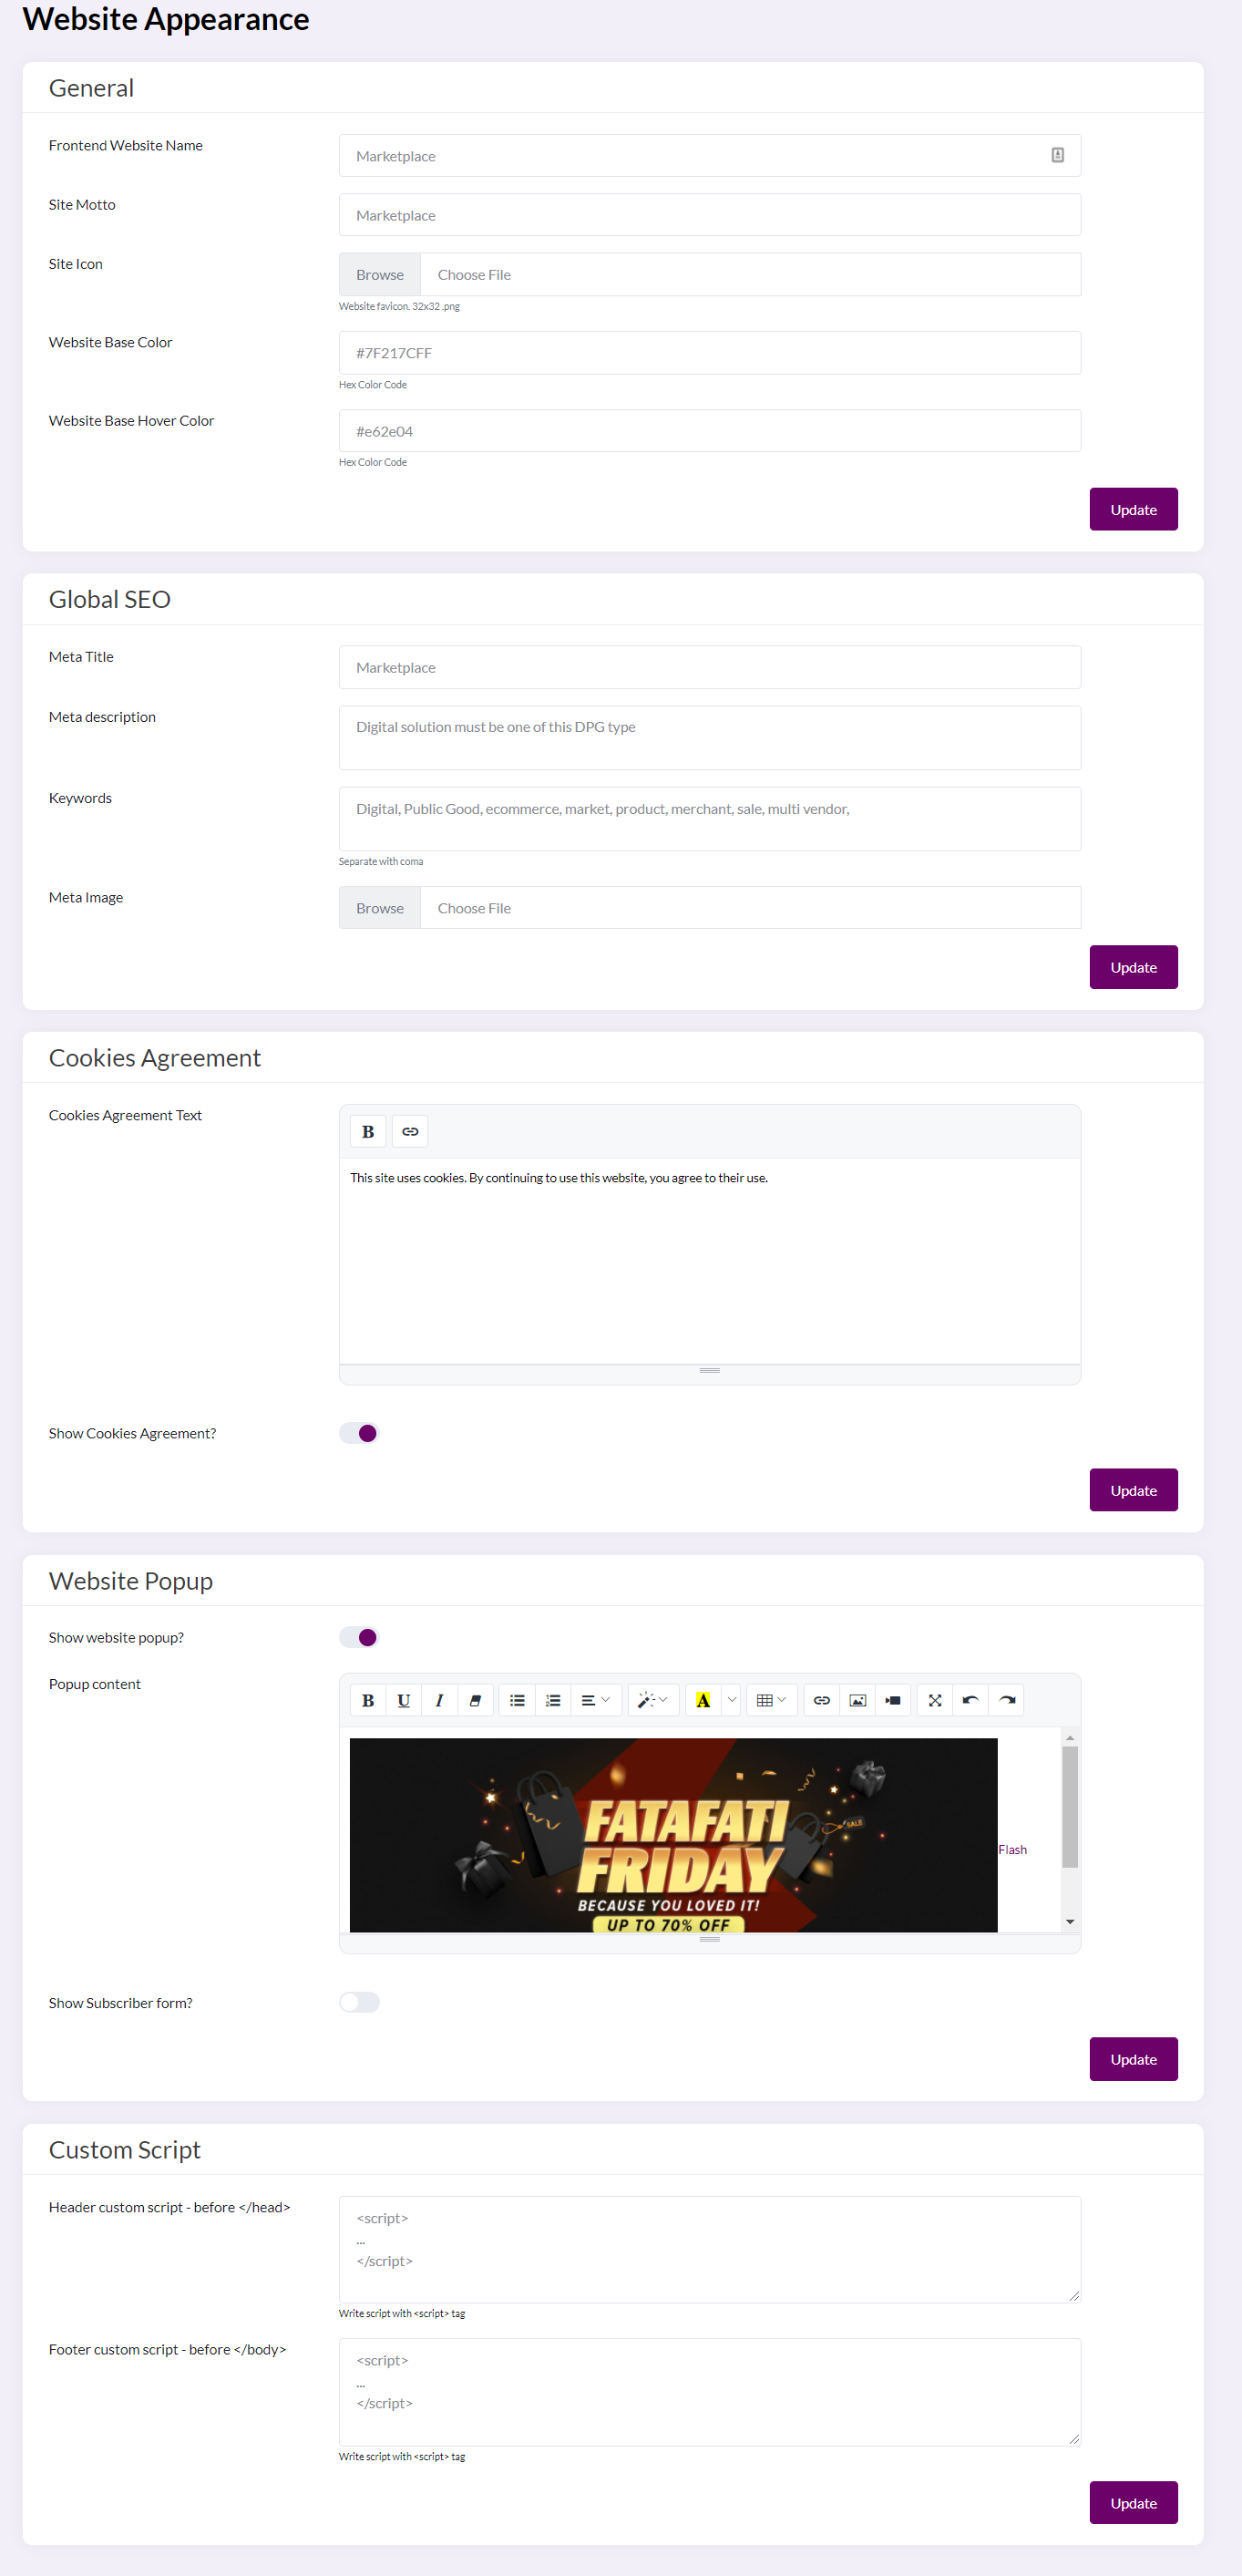 Website Appearance
General
Frontend Website Name
Marketplace
Site Motto
Marketplace
Site Icon
Browse Choose File
Website favicon. 32x32 .png
Website Base Color
#7F217CFF
Hex Color Code
Website Base Hover Color
#e62e04
Hex Color Code
Update
Global SEO
Meta Title
Marketplace
Meta description
Digital solution must be one of this DPG type
Keywords
Digital, Public Good, ecommerce, market, product, merchant, sale, multi vendor,
Separate with coma
Meta Image
Browse Choose File
Update
Cookies Agreement
Cookies Agreement Text
B
This site uses cookies. By continuing to use this website, you agree to their use.
Show Cookies Agreement?
Update
Website Popup
Show website popup?
Popup content
B U I A
SALE
FATAFATI
FRIDAY
BECAUSE YOU LOVED IT!
UP TO 70% OFF
Flash
Show Subscriber form?
Update
Custom Script
Header custom script - before </head>
<script>
...
</script>
Write script with <script> tag
Footer custom script - before </body>
<script>
...
</script>
Write script with <script> tag
Update